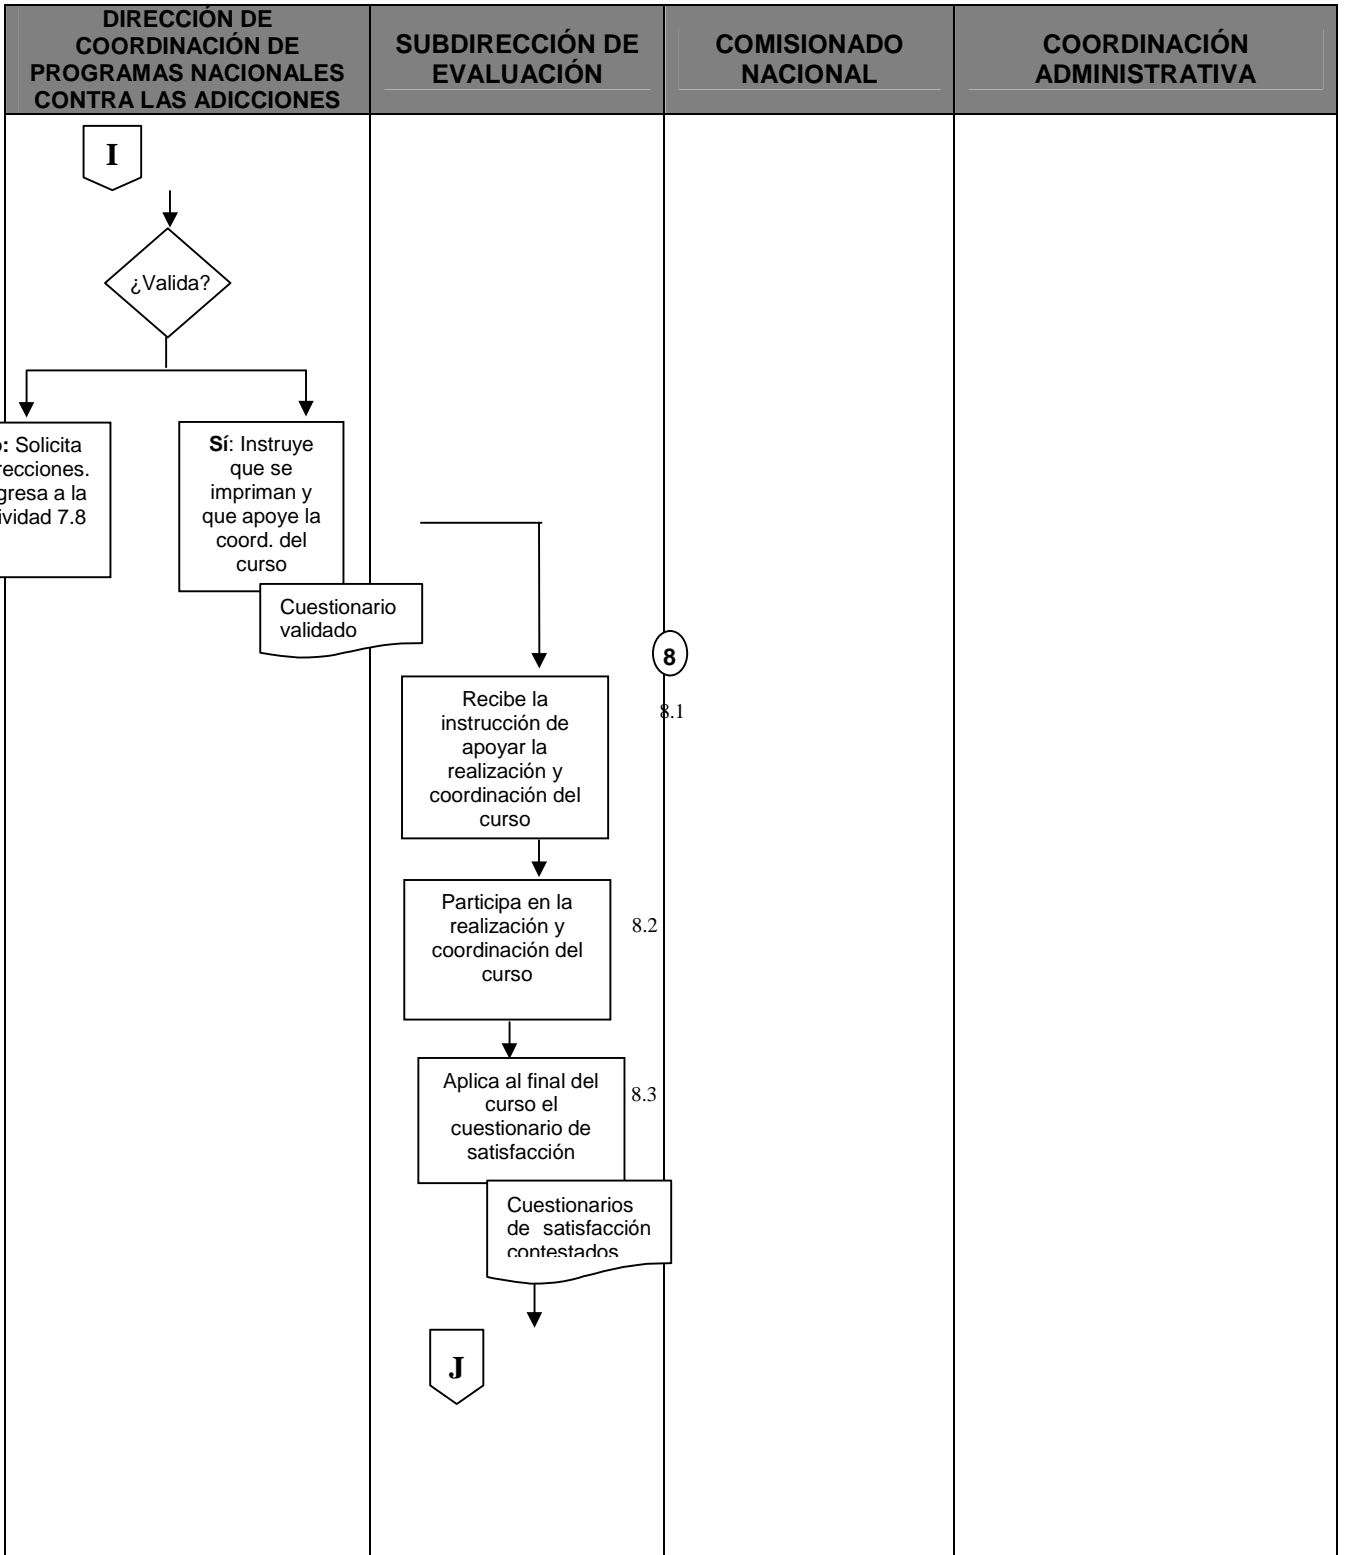 DIRECCIÓN DE
COORDINACIÓN DE
PROGRAMAS NACIONALES
CONTRA LAS ADICCIONES
SUBDIRECCIÓN DE
EVALUACIÓN
COMISIONADO
NACIONAL
COORDINACIÓN
ADMINISTRATIVA
I
¿Valida?
: Solicita
recciones.
gresa a la
ividad 7.8
Sí: Instruye
que se
impriman y
que apoye la
coord. del
curso
Cuestionario
validado
8
Recibe la
instrucción de
apoyar la
realización y
coordinación del
curso
8.1
Participa en la
realización y
coordinación del
curso
8.2
Aplica al final del
curso el
cuestionario de
satisfacción
8.3
Cuestionarios
de satisfacción
contestados
J